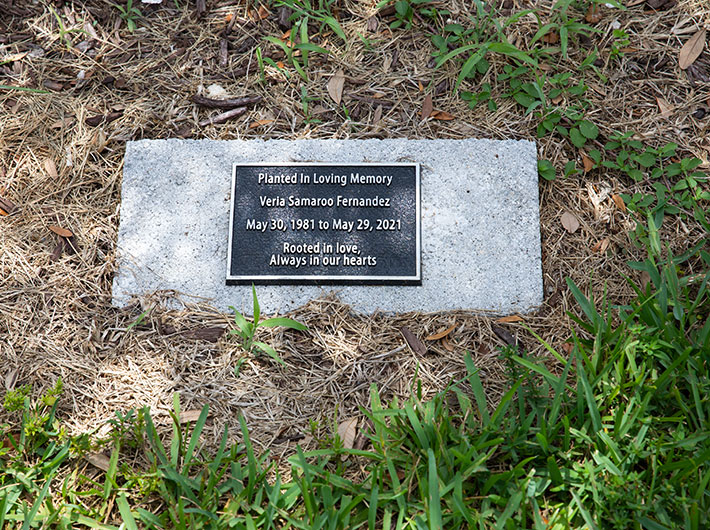 Planted In Loving Memory
Veria Samaroo Fernandez
May 30, 1981 to May 29, 2021
Rooted in love,
Always in our hearts